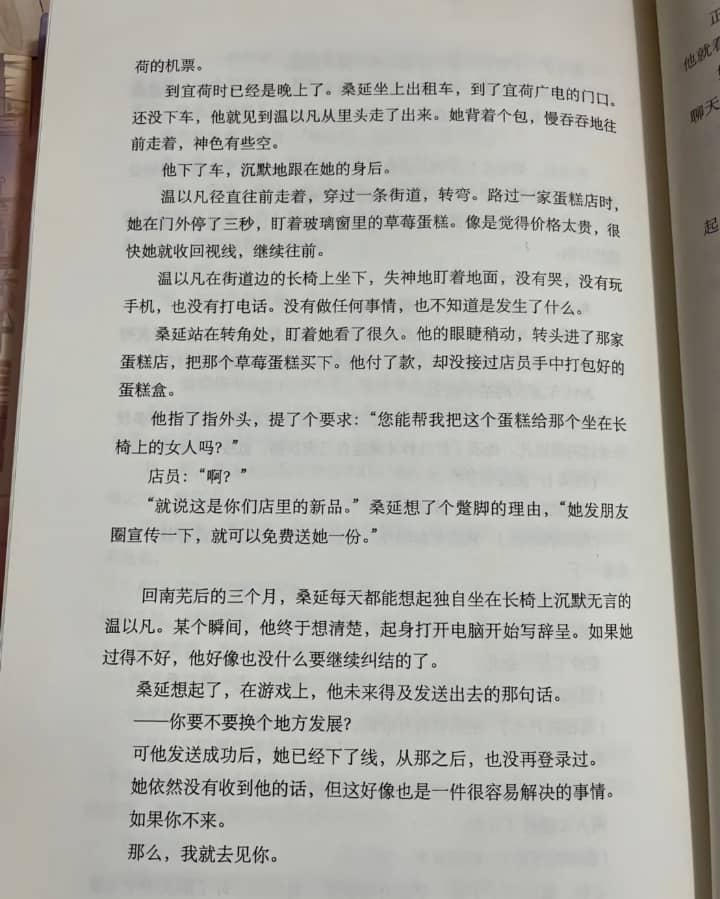 荷的机票。
到宜荷时已经是晚上了。桑延坐上出租车，到了宜荷广电的门口。
还没下车，他就见到温以凡从里头走了出来。她背着个包，慢吞吞地往
前走着，神色有些空。
他下了车，沉默地跟在她的身后。
温以凡径直往前走着，穿过一条街道，转弯。路过一家蛋糕店时，
她在门外停了三秒，盯着玻璃窗里的草莓蛋糕。像是觉得价格太贵，很
快她就收回视线，继续往前。
温以凡在街道边的长椅上坐下，失神地盯着地面，没有哭，没有玩
手机，也没有打电话。没有做任何事情，也不知道是发生了什么。
桑延站在转角处，盯着她看了很久。他的眼睫稍动，转头进了那家
蛋糕店，把那个草莓蛋糕买下。他付了款，却没接过店员手中打包好的
蛋糕盒。
他指了指外头，提了个要求：“您能帮我把这个蛋糕给那个坐在长
椅上的女人吗？”
店员：“啊？”
“就说这是你们店里的新品。”桑延想了个蹩脚的理由，“她发朋友
圈宣传一下，就可以免费送她一份。”
回南芜后的三个月，桑延每天都能想起独自坐在长椅上沉默无言的
温以凡。某个瞬间，他终于想清楚，起身打开电脑开始写辞呈。如果她
过得不好，他好像也没什么要继续纠结的了。
桑延想起了，在游戏上，他未来得及发送出去的那句话。
——你要不要换个地方发展？
可他发送成功后，她已经下了线，从那之后，也没再登录过。
她依然没有收到他的话，但这好像也是一件很容易解决的事情。
如果你不来。
那么，我就去见你。
正
他就看
聊天
起